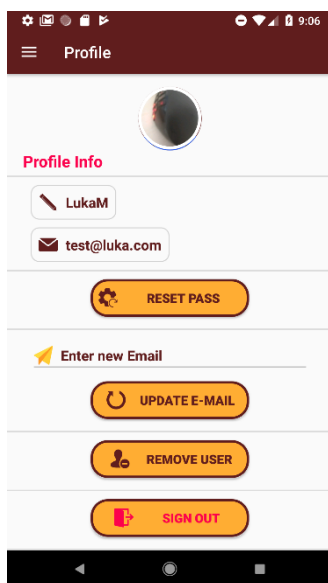 9:06
Profile
Profile Info
LukaM
test@luka.com
RESET PASS
Enter new Email
UPDATE E-MAIL
REMOVE USER
SIGN OUT